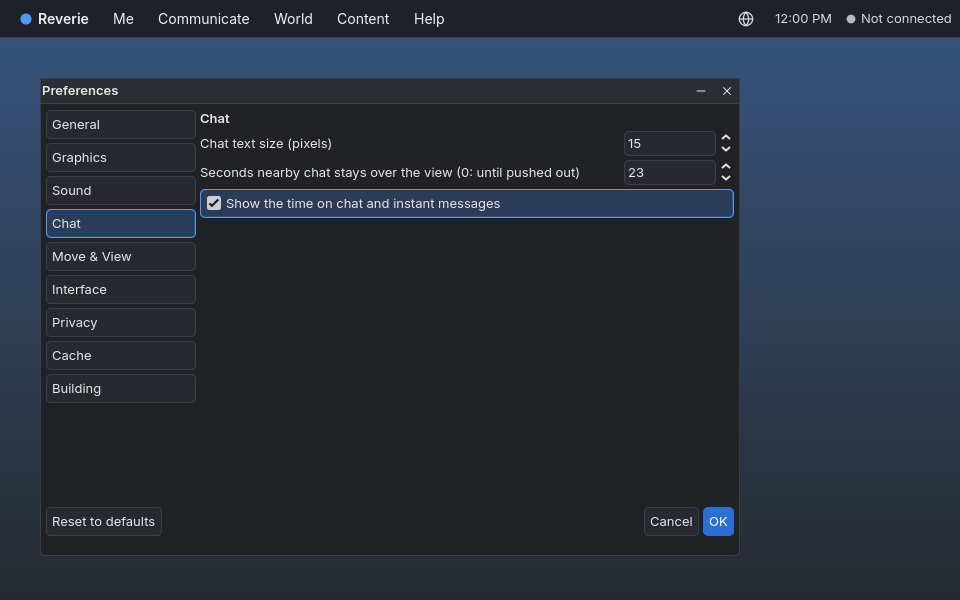 Reverie Me Communicate World Content Help 12:00 PM Not connected
Preferences
General
Graphics
Sound
Chat
Move & View
Interface
Privacy
Cache
Building
Chat
Chat text size (pixels) 15
Seconds nearby chat stays over the view (0: until pushed out) 23
Show the time on chat and instant messages
Reset to defaults Cancel OK